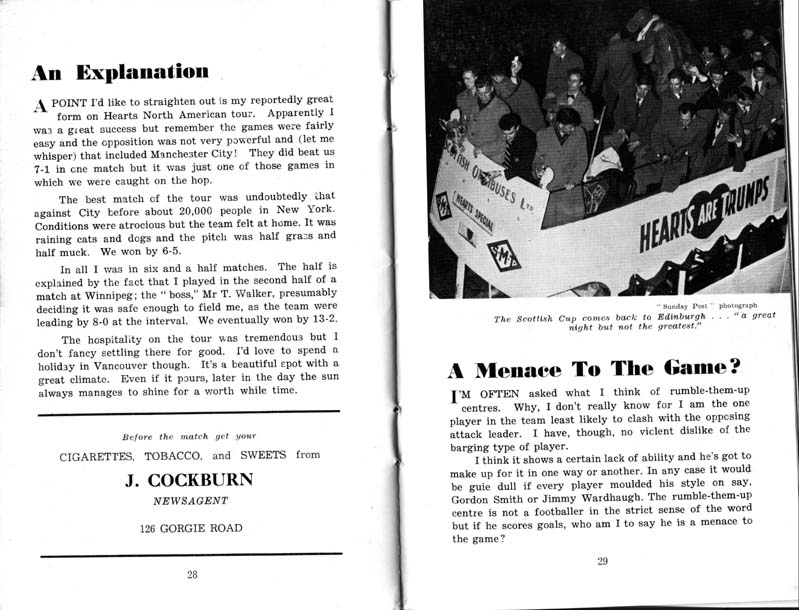 An Explanation
A POINT I'd like to straighten out is my reportedly great
form on Hearts North American tour. Apparently I
was a great success but remember the games were fairly
easy and the opposition was not very powerful and (let me
whisper) that included Manchester City! They did beat us
7-1 in one match but it was just one of those games in
which we were caught on the hop.
The best match of the tour was undoubtedly that
against City before about 20,000 people in New York.
Conditions were atrocious but the team felt at home. It was
raining cats and dogs and the pitch was half grass and
half muck. We won by 6-5.
In all I was in six and a half matches. The half is
explained by the fact that I played in the second half of a
match at Winnipeg; the " boss," Mr T. Walker, presumably
deciding it was safe enough to field me, as the team were
leading by 8-0 at the interval. We eventually won by 13-2.
The hospitality on the tour was tremendous but I
don't fancy settling there for good. I'd love to spend a
holiday in Vancouver though. It's a beautiful spot with a
great climate. Even if it pours, later in the day the sun
always manages to shine for a worth while time.
Before the match get your
CIGARETTES, TOBACCO, and SWEETS from
J. COCKBURN
NEWSAGENT
126 GORGIE ROAD
28
OMNIBUSES LTD
HEARTS SPECIAL
SMT
HEARTS ARE TRUMPS
" Sunday Post " photograph
The Scottish Cup comes back to Edinburgh . . . " a great
night but not the greatest."
A Menace To The Game?
I'M OFTEN asked what I think of rumble-them-up
centres. Why, I don't really know for I am the one
player in the team least likely to clash with the opposing
attack leader. I have, though, no violent dislike of the
barging type of player.
I think it shows a certain lack of ability and he's got to
make up for it in one way or another. In any case it would
be guie dull if every player moulded his style on say,
Gordon Smith or Jimmy Wardhaugh. The rumble-them-up
centre is not a footballer in the strict sense of the word
but if he scores goals, who am I to say he is a menace to
the game?
29